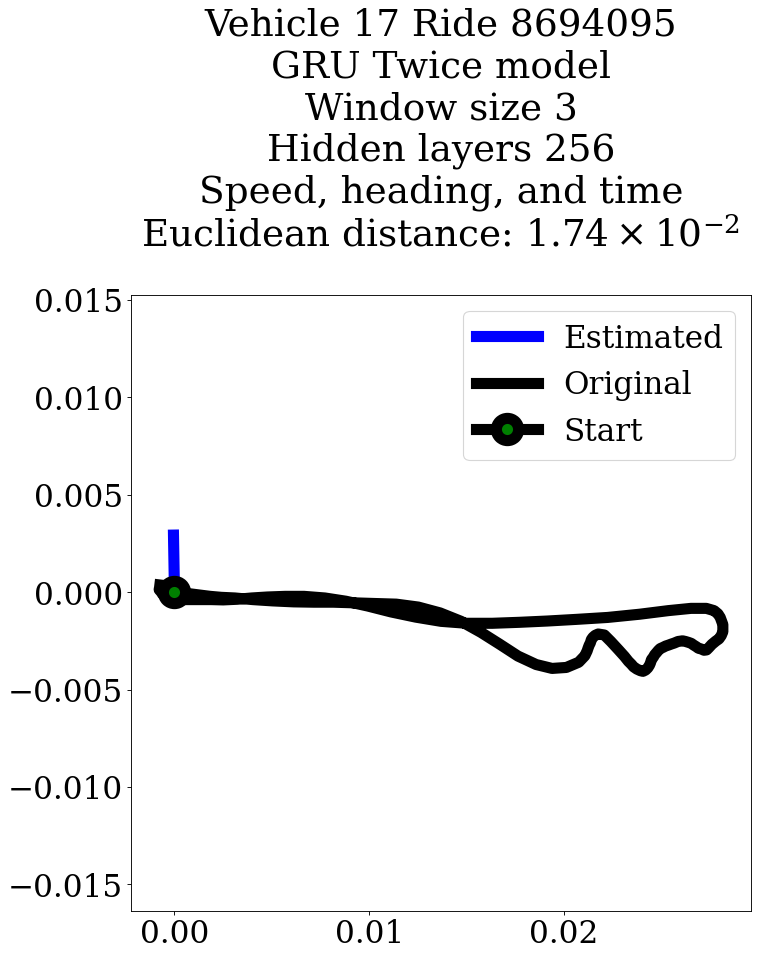 Vehicle 17 Ride 8694095
GRU Twice model
Window size 3
Hidden layers 256
Speed, heading, and time
Euclidean distance: 1.74 × 10⁻²
Estimated
Original
Start
0.015
0.010
0.005
0.000
−0.005
−0.010
−0.015
0.00 0.01 0.02